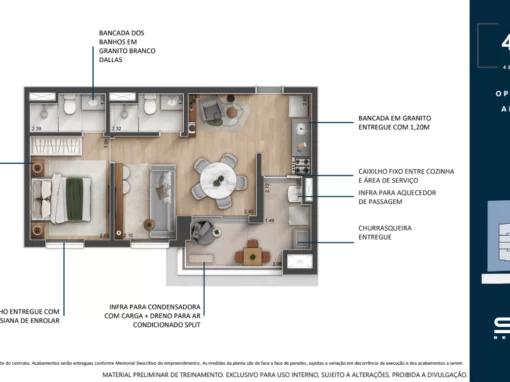 BANCADA DOS
BANHOS EM
GRANITO BRANCO
DALLAS
BANCADA EM GRANITO
ENTREGUE COM 1,20M
CAIXILHO FIXO ENTRE COZINHA
E ÁREA DE SERVIÇO
INFRA PARA AQUECEDOR
DE PASSAGEM
CHURRASQUEIRA
ENTREGUE
INFRA PARA CONDENSADORA
COM CARGA + DRENO PARA AR
CONDICIONADO SPLIT
HO ENTREGUE COM
SIANA DE ENROLAR
2.39
2.32
4
O P
A
S
te do contrato. Acabamentos serão entregues conforme Memorial Descritivo do empreendimento. As medidas da planta são de face a face de paredes, sujeitas a variação em decorrência da execução e dos acabamentos a serem
MATERIAL PRELIMINAR DE TREINAMENTO. EXCLUSIVO PARA USO INTERNO, SUJEITO A ALTERAÇÕES. PROIBIDA A DIVULGAÇÃO.